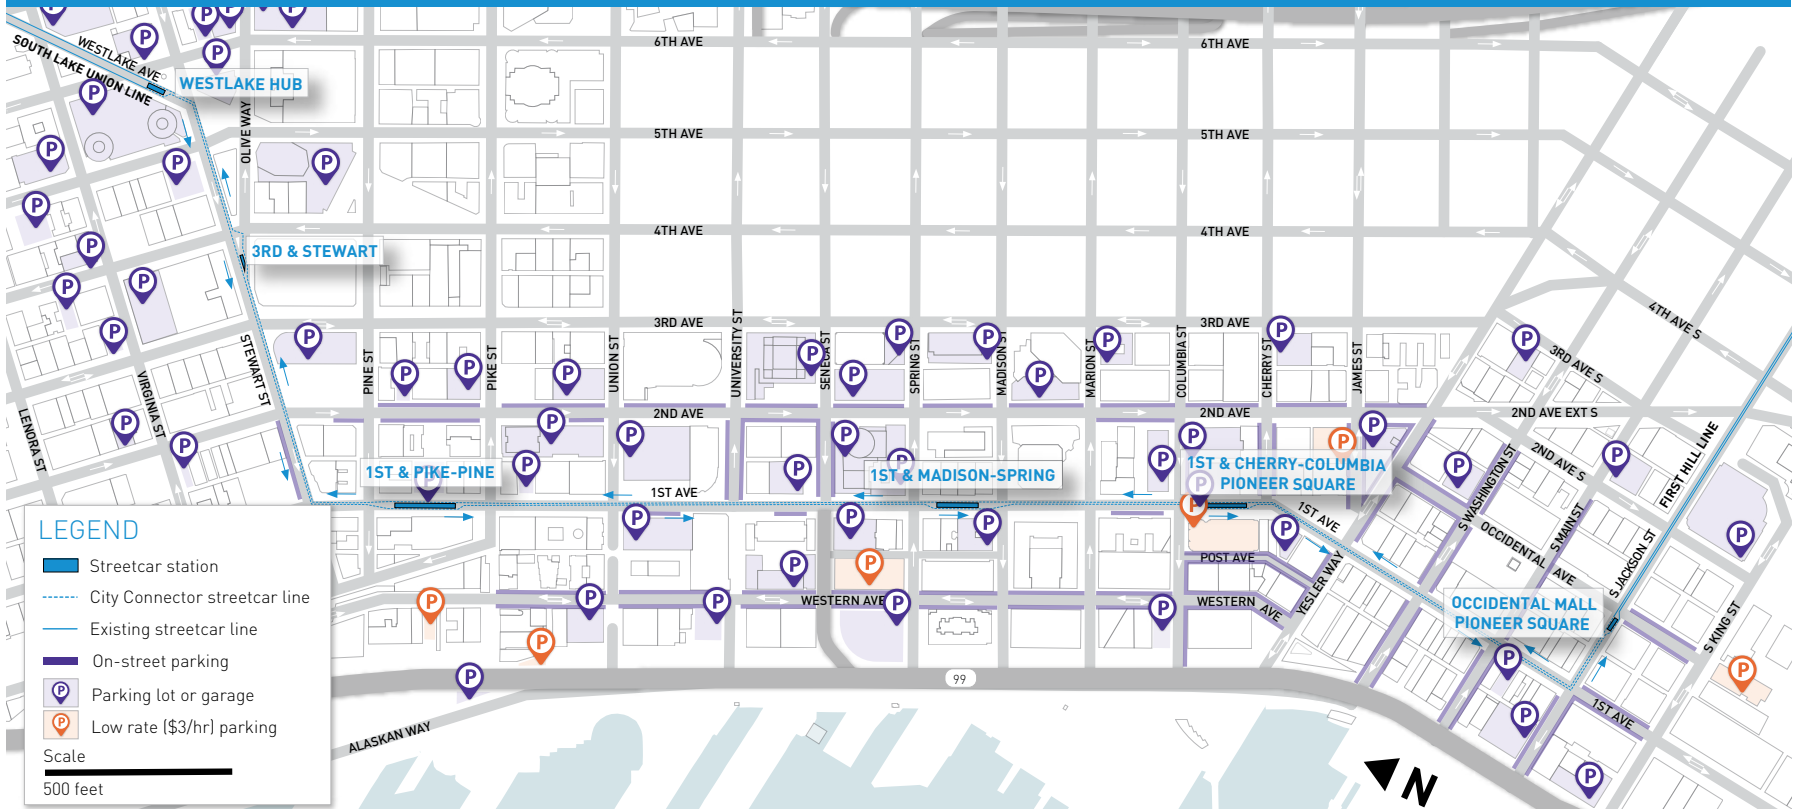 6TH AVE
6TH AVE
WESTLAKE AVE
SOUTH LAKE UNION LINE
WESTLAKE HUB
OLIVE WAY
5TH AVE
5TH AVE
4TH AVE
4TH AVE
3RD & STEWART
3RD AVE
3RD AVE
4TH AVE S
3RD AVE S
STEWART ST
PINE ST
PIKE ST
UNION ST
UNIVERSITY ST
SENECA ST
SPRING ST
MADISON ST
MARION ST
COLUMBIA ST
CHERRY ST
JAMES ST
VIRGINIA ST
LENORA ST
2ND AVE
2ND AVE
2ND AVE EXT S
2ND AVE S
FIRST HILL LINE
1ST & PIKE-PINE
1ST AVE
1ST & MADISON-SPRING
1ST & CHERRY-COLUMBIA
PIONEER SQUARE
1ST AVE
S WASHINGTON ST
OCCIDENTAL AVE
S MAIN ST
S JACKSON ST
POST AVE
YESLER WAY
WESTERN AVE
WESTERN AVE
OCCIDENTAL MALL
PIONEER SQUARE
S KING ST
1ST AVE
99
ALASKAN WAY
LEGEND
Streetcar station
City Connector streetcar line
Existing streetcar line
On-street parking
P Parking lot or garage
P Low rate ($3/hr) parking
Scale
500 feet
N